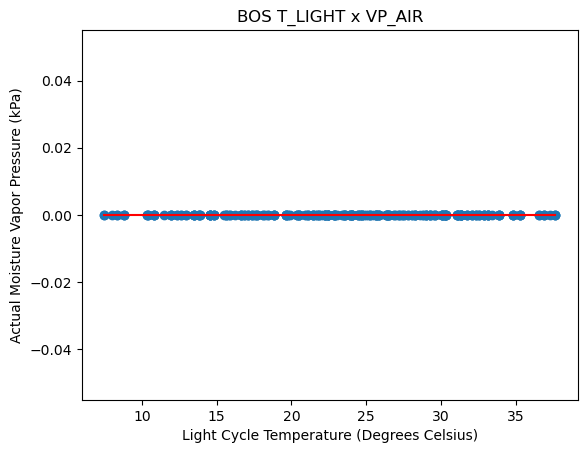 BOS T_LIGHT x VP_AIR
Actual Moisture Vapor Pressure (kPa)
0.04
0.02
0.00
−0.02
−0.04
10 15 20 25 30 35
Light Cycle Temperature (Degrees Celsius)